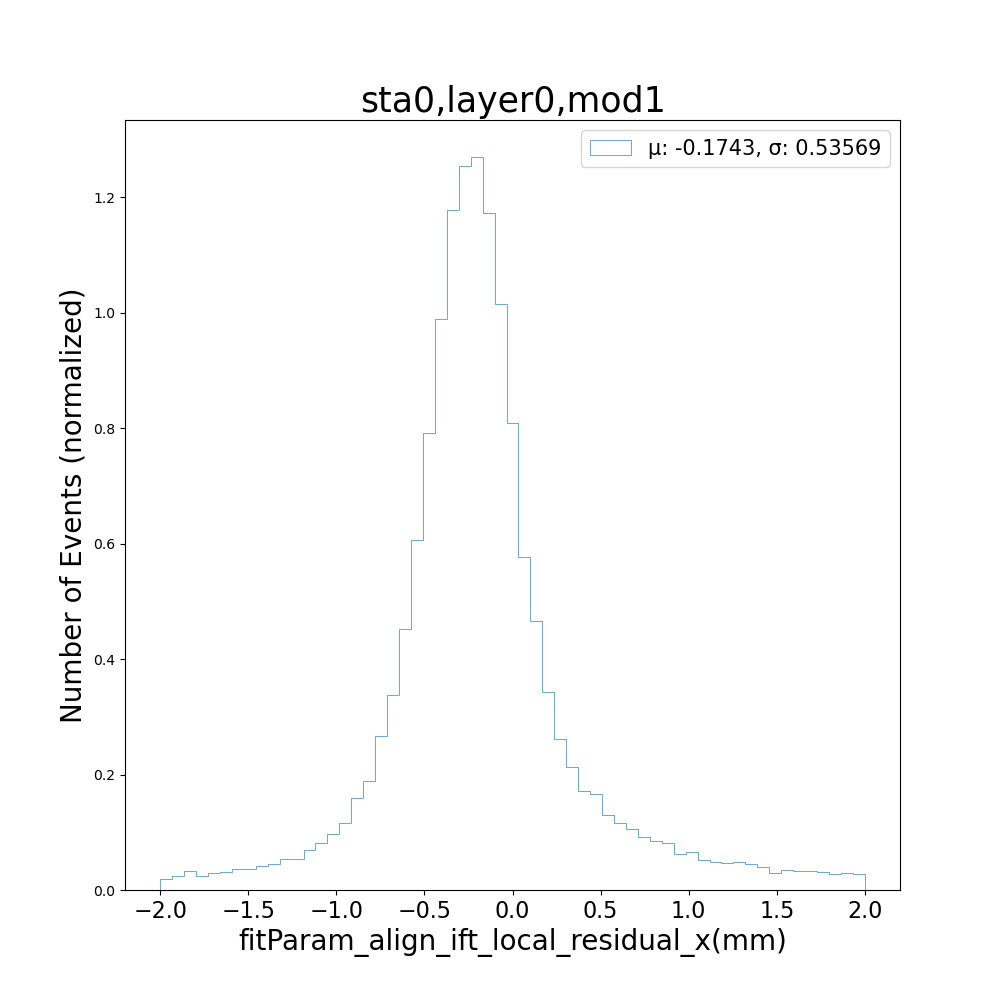 sta0,layer0,mod1
μ: -0.1743, σ: 0.53569
Number of Events (normalized)
1.2
1.0
0.8
0.6
0.4
0.2
0.0
−2.0 −1.5 −1.0 −0.5 0.0 0.5 1.0 1.5 2.0
fitParam_align_ift_local_residual_x(mm)